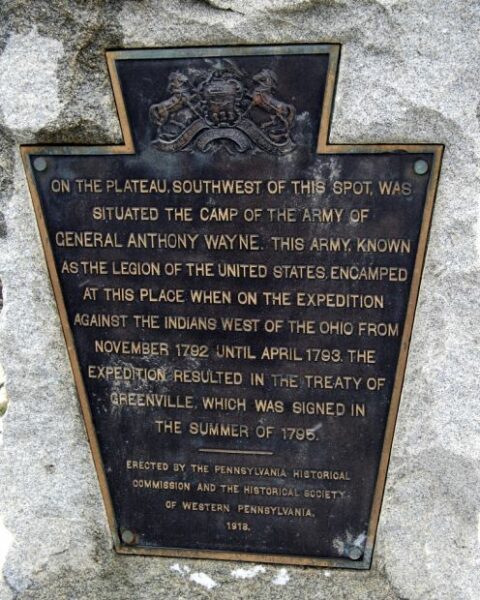 ON THE PLATEAU, SOUTHWEST OF THIS SPOT, WAS
SITUATED THE CAMP OF THE ARMY OF
GENERAL ANTHONY WAYNE. THIS ARMY, KNOWN
AS THE LEGION OF THE UNITED STATES, ENCAMPED
AT THIS PLACE WHEN ON THE EXPEDITION
AGAINST THE INDIANS WEST OF THE OHIO FROM
NOVEMBER 1792 UNTIL APRIL 1793. THE
EXPEDITION RESULTED IN THE TREATY OF
GREENVILLE, WHICH WAS SIGNED IN
THE SUMMER OF 1795.
ERECTED BY THE PENNSYLVANIA HISTORICAL
COMMISSION AND THE HISTORICAL SOCIETY
OF WESTERN PENNSYLVANIA,
1918.